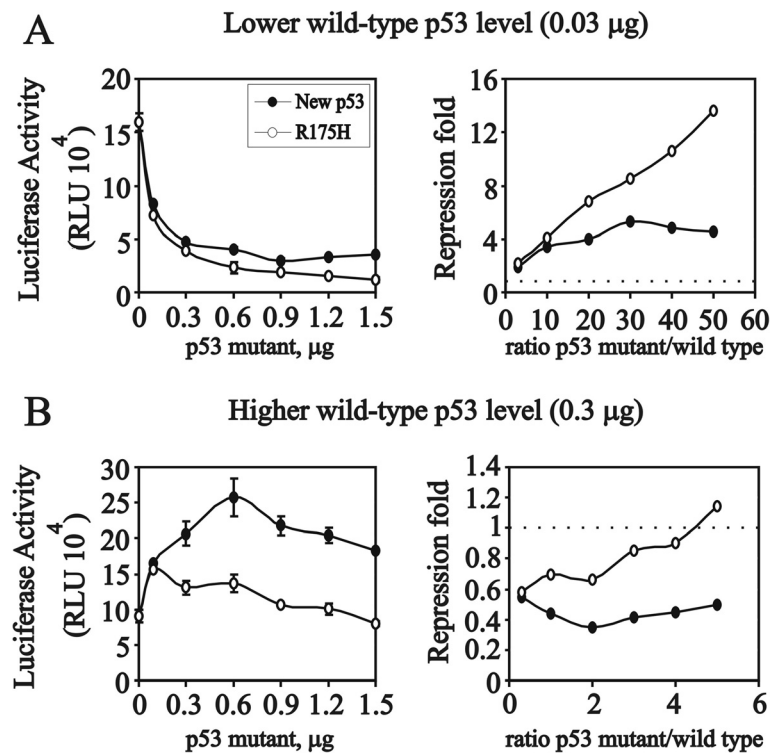 A
Lower wild-type p53 level (0.03 µg)
Luciferase Activity
(RLU 10⁴)
20
15
10
5
0
New p53
R175H
0 0.3 0.6 0.9 1.2 1.5
p53 mutant, µg
Repression fold
16
12
8
4
0
0 10 20 30 40 50 60
ratio p53 mutant/wild type
B
Higher wild-type p53 level (0.3 µg)
Luciferase Activity
(RLU 10⁴)
30
25
20
15
10
5
0
0 0.3 0.6 0.9 1.2 1.5
p53 mutant, µg
Repression fold
1.4
1.2
1
0.8
0.6
0.4
0.2
0
0 2 4 6
ratio p53 mutant/wild type